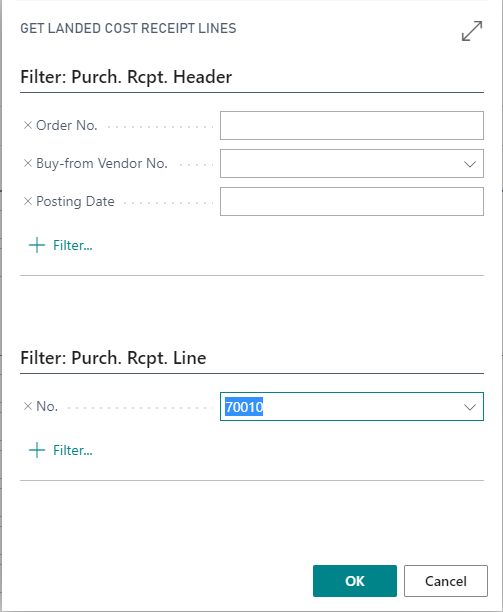 GET LANDED COST RECEIPT LINES
Filter: Purch. Rcpt. Header
Order No.
Buy-from Vendor No.
Posting Date
Filter...
Filter: Purch. Rcpt. Line
No. 70010
Filter...
OK Cancel